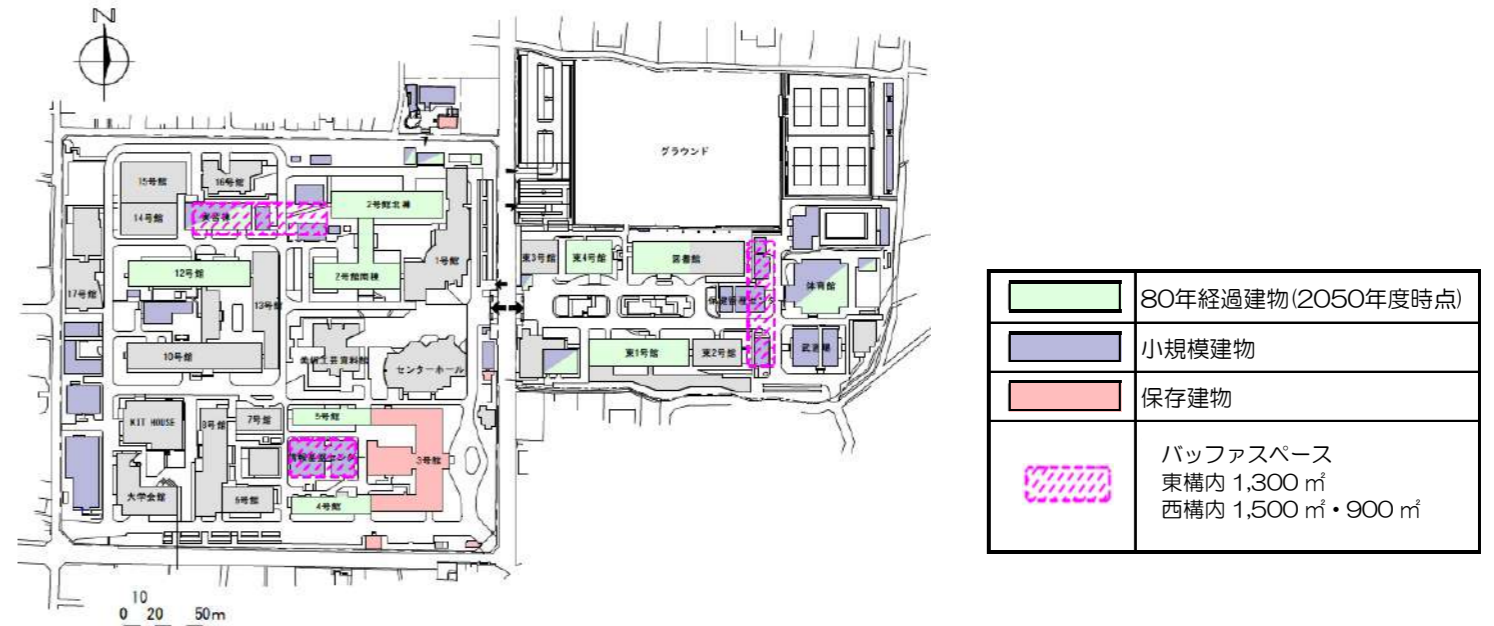 N
グラウンド
15号館
16号館
14号館
2号館北棟
東3号館
東4号館
図書館
1号館
12号館
2号館南棟
体育館
17号館
13号館
10号館
センターホール
東1号館
東2号館
武道場
KIT HOUSE
8号館
7号館
5号館
3号館
大学会館
6号館
4号館
10
0 20 50m
80年経過建物(2050年度時点)
小規模建物
保存建物
バッファスペース
東構内 1,300 ㎡
西構内 1,500 ㎡・900 ㎡